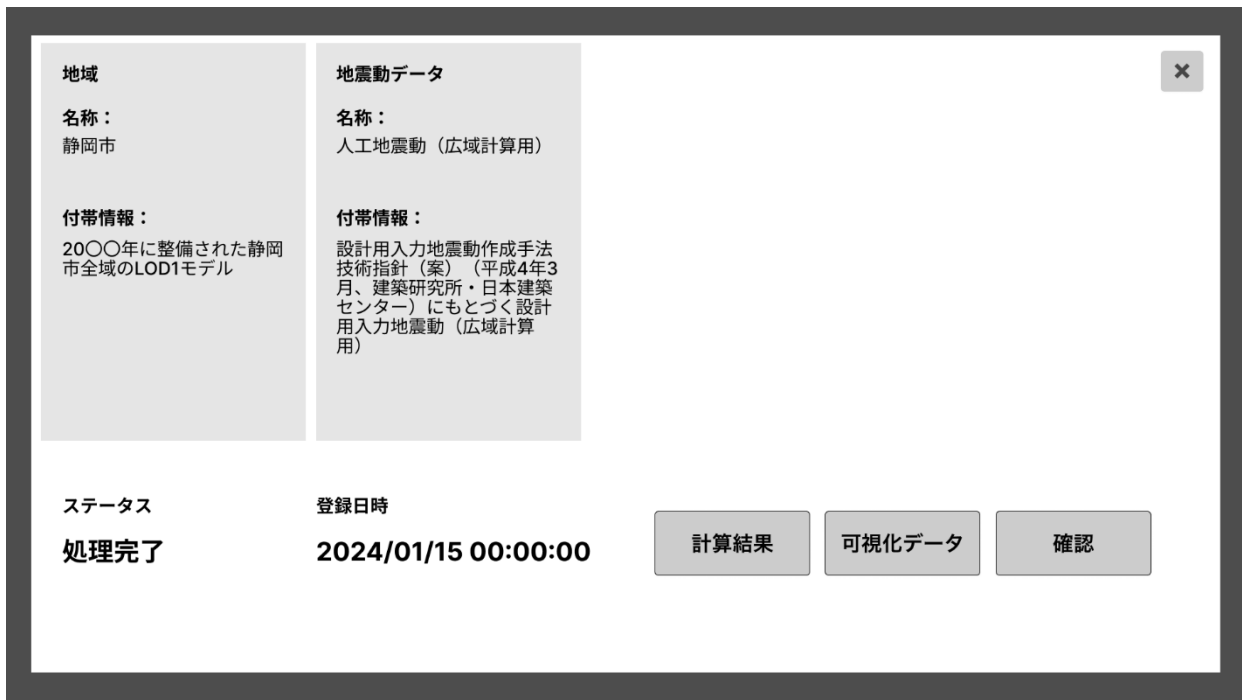 地域
名称：
静岡市
付帯情報：
20〇〇年に整備された静岡
市全域のLOD1モデル
地震動データ
名称：
人工地震動（広域計算用）
付帯情報：
設計用入力地震動作成手法
技術指針（案）（平成4年3
月、建築研究所・日本建築
センター）にもとづく設計
用入力地震動（広域計算
用）
×
ステータス
処理完了
登録日時
2024/01/15 00:00:00
計算結果
可視化データ
確認